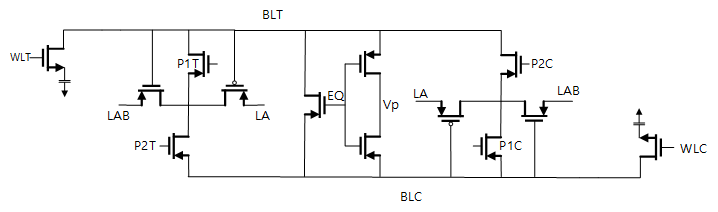 BLT
WLT
P1T
P2C
LAB
LA
EQ
Vp
LA
LAB
P2T
P1C
WLC
BLC